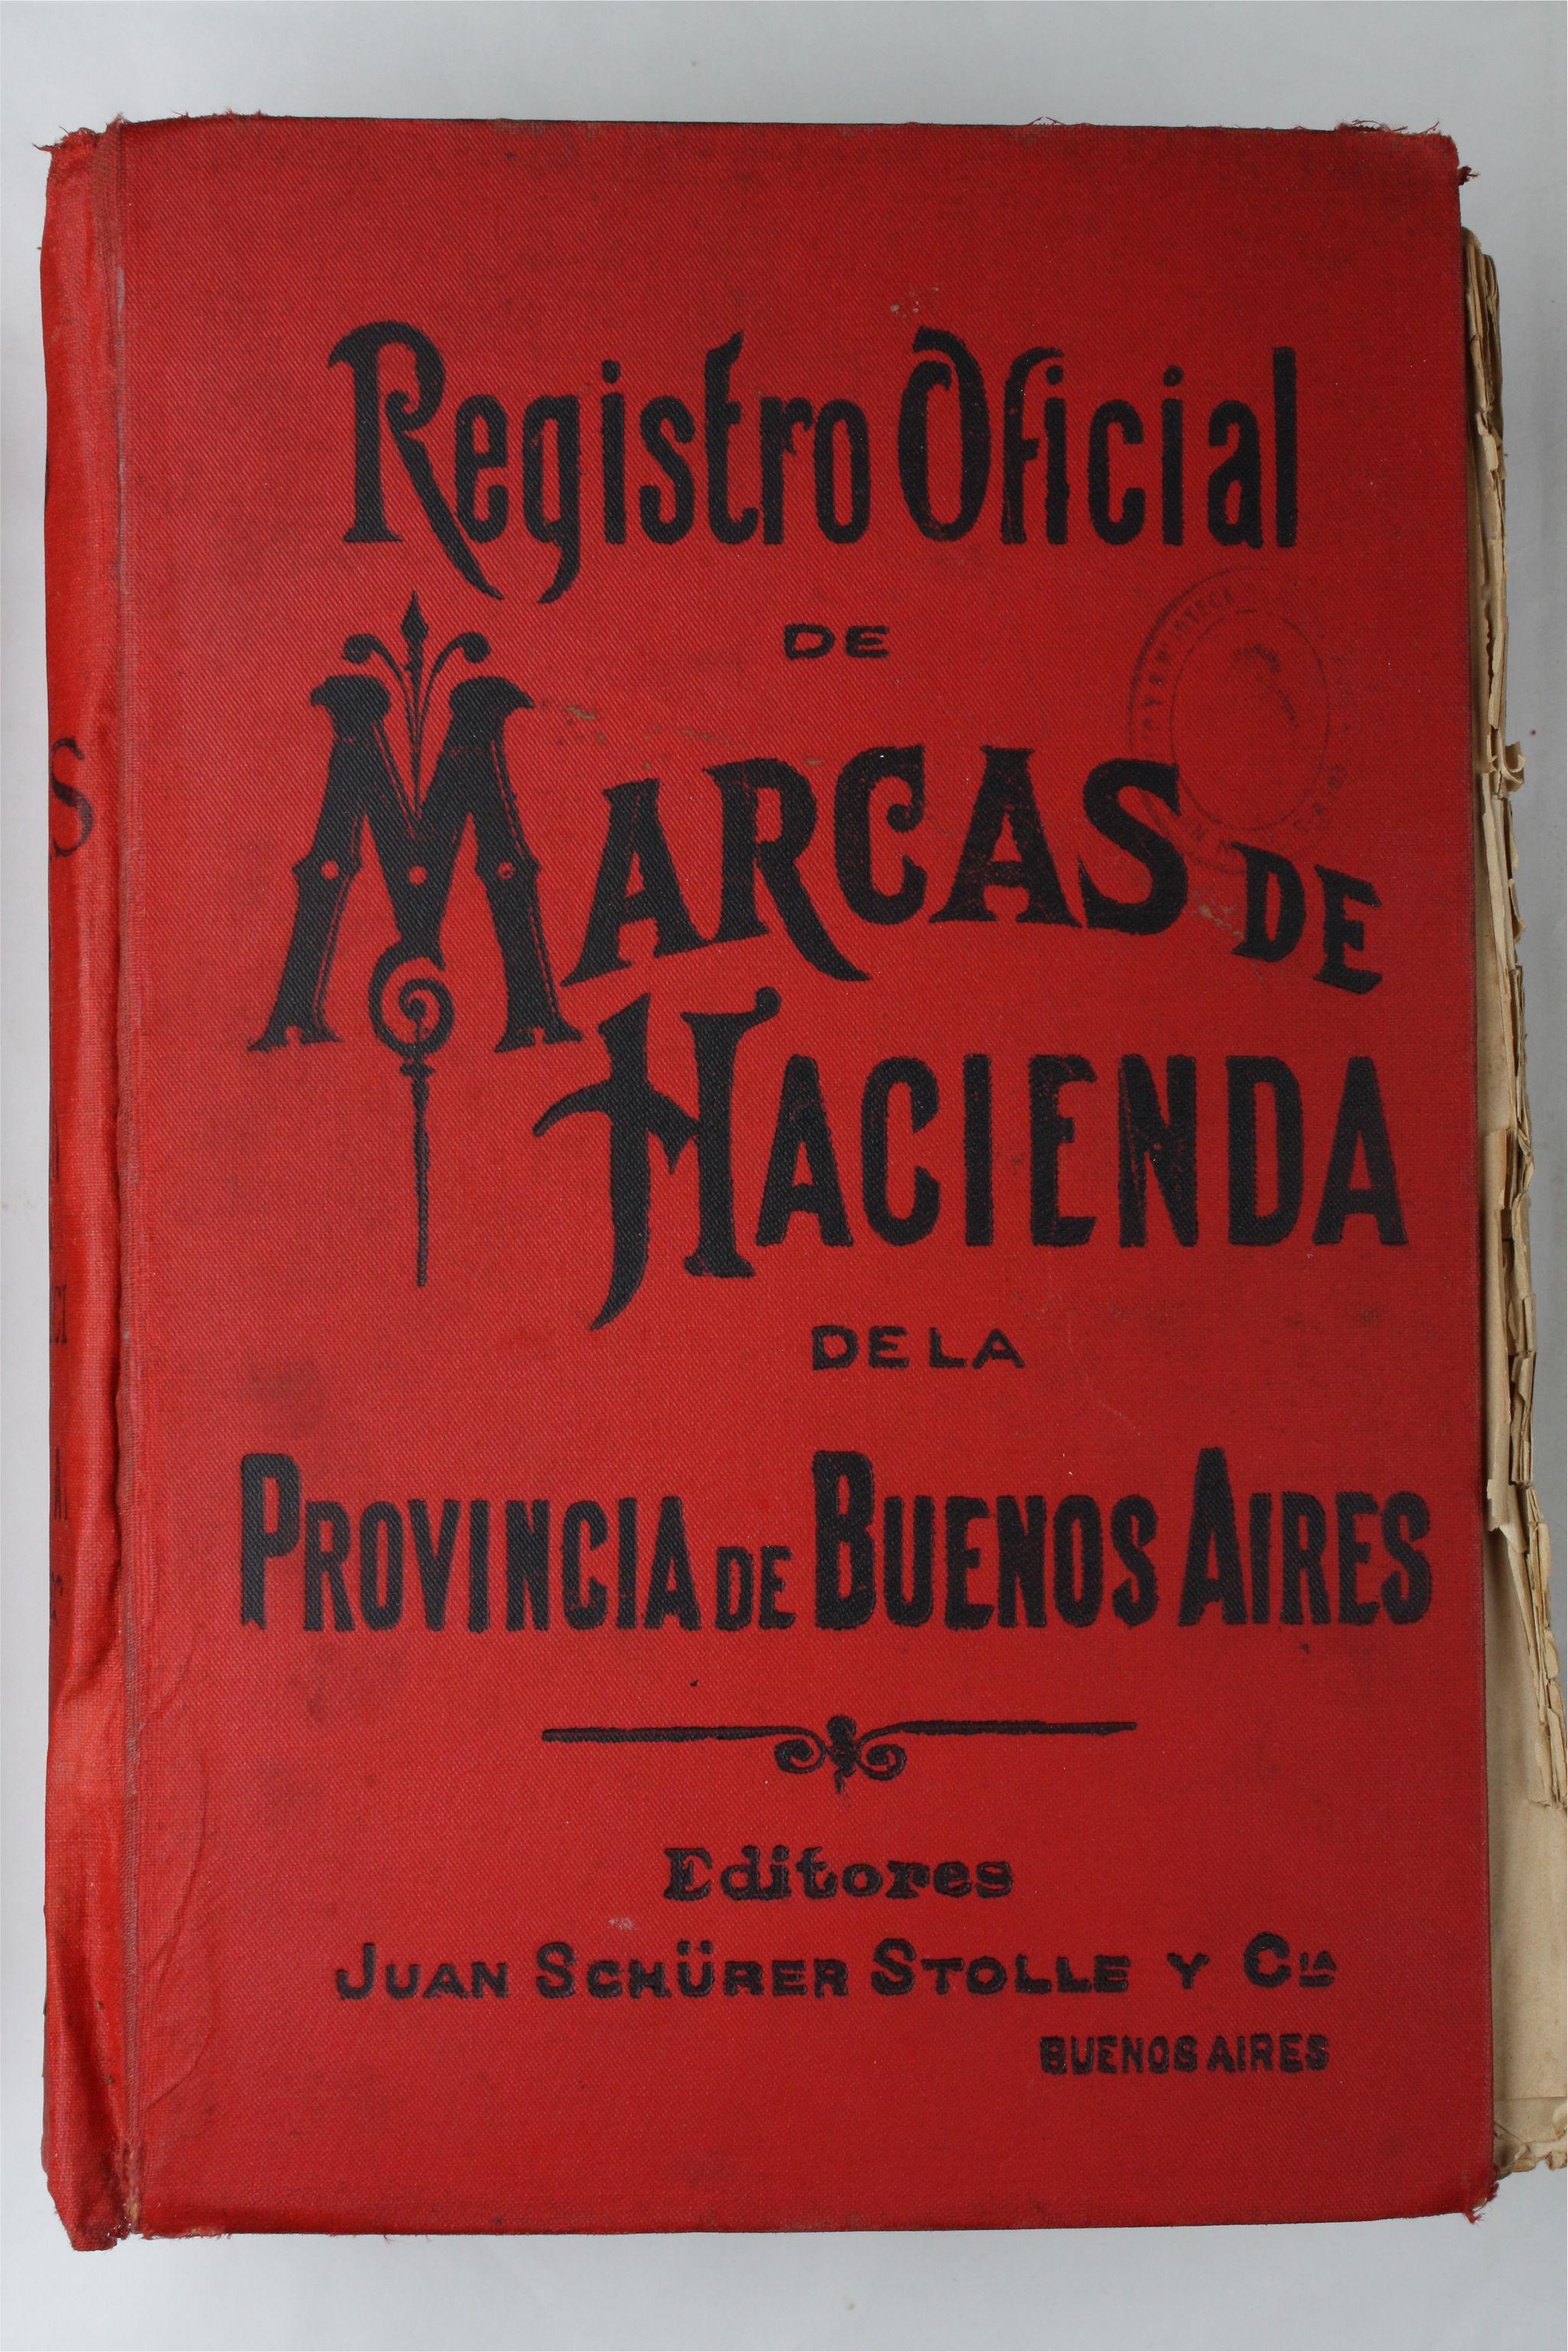 Registro Oficial
DE
MARCAS DE
HACIENDA
DE LA
PROVINCIA DE BUENOS AIRES
Editores
JUAN SCHÜRER STOLLE Y CIA
BUENOS AIRES